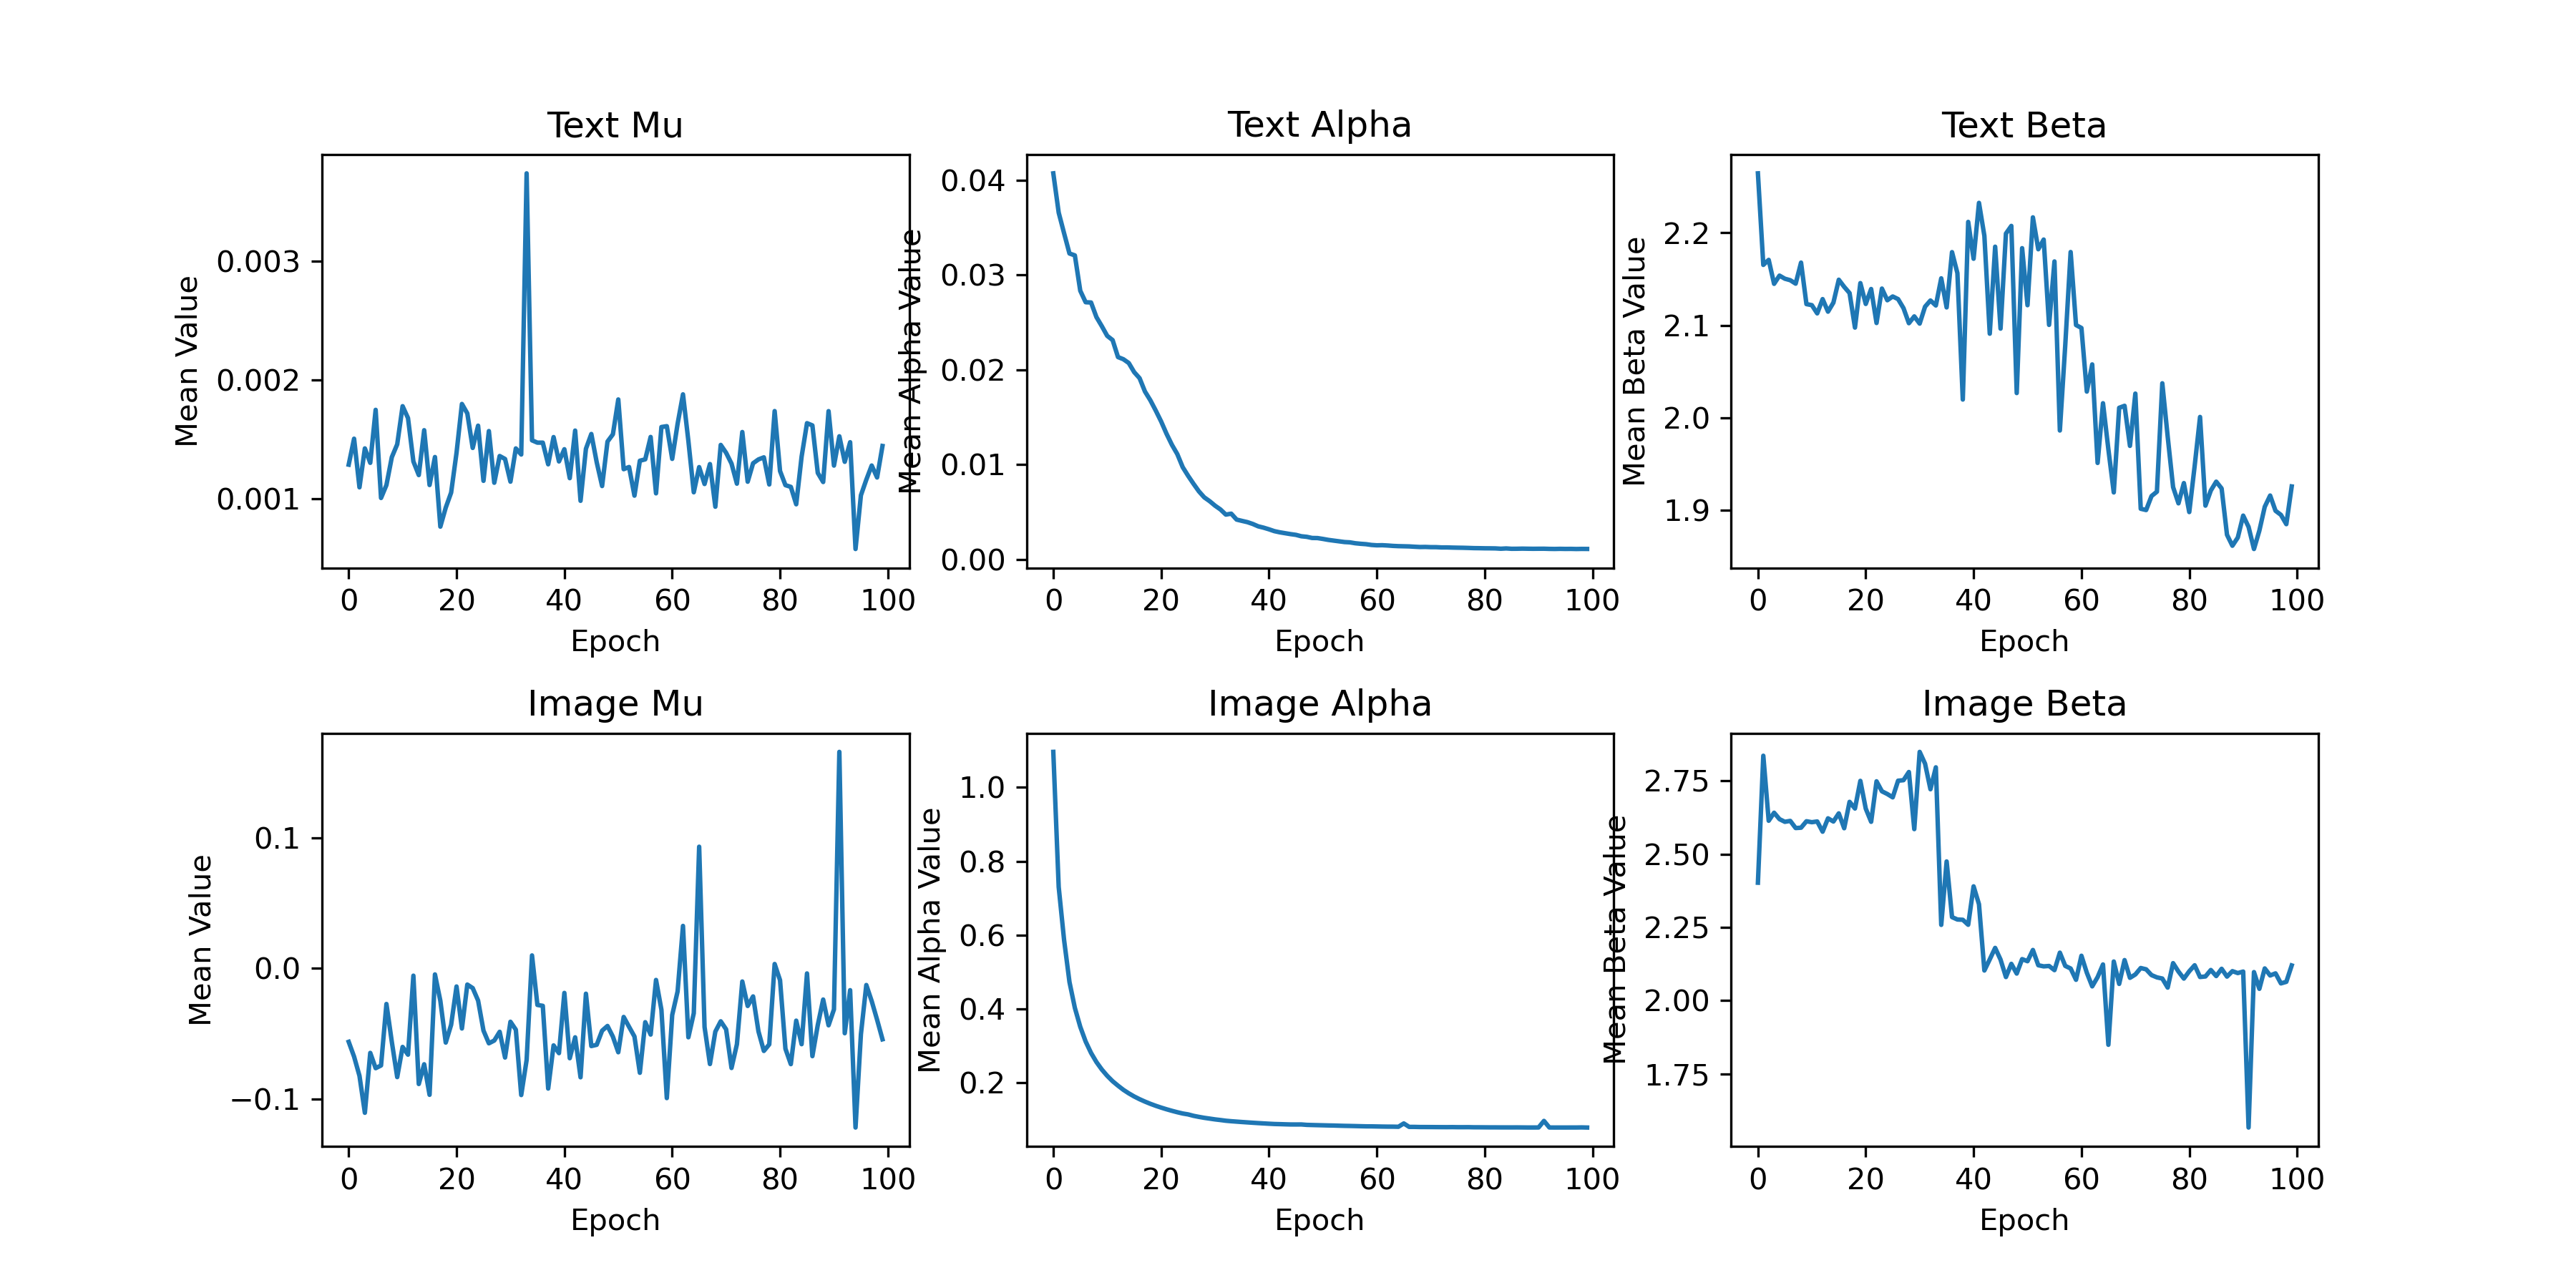 Text Mu
Mean Value
0.003
0.002
0.001
0 20 40 60 80 100
Epoch
Text Alpha
Mean Alpha Value
0.04
0.03
0.02
0.01
0.00
0 20 40 60 80 100
Epoch
Text Beta
Mean Beta Value
2.2
2.1
2.0
1.9
0 20 40 60 80 100
Epoch
Image Mu
Mean Value
0.1
0.0
−0.1
0 20 40 60 80 100
Epoch
Image Alpha
Mean Alpha Value
1.0
0.8
0.6
0.4
0.2
0 20 40 60 80 100
Epoch
Image Beta
Mean Beta Value
2.75
2.50
2.25
2.00
1.75
0 20 40 60 80 100
Epoch